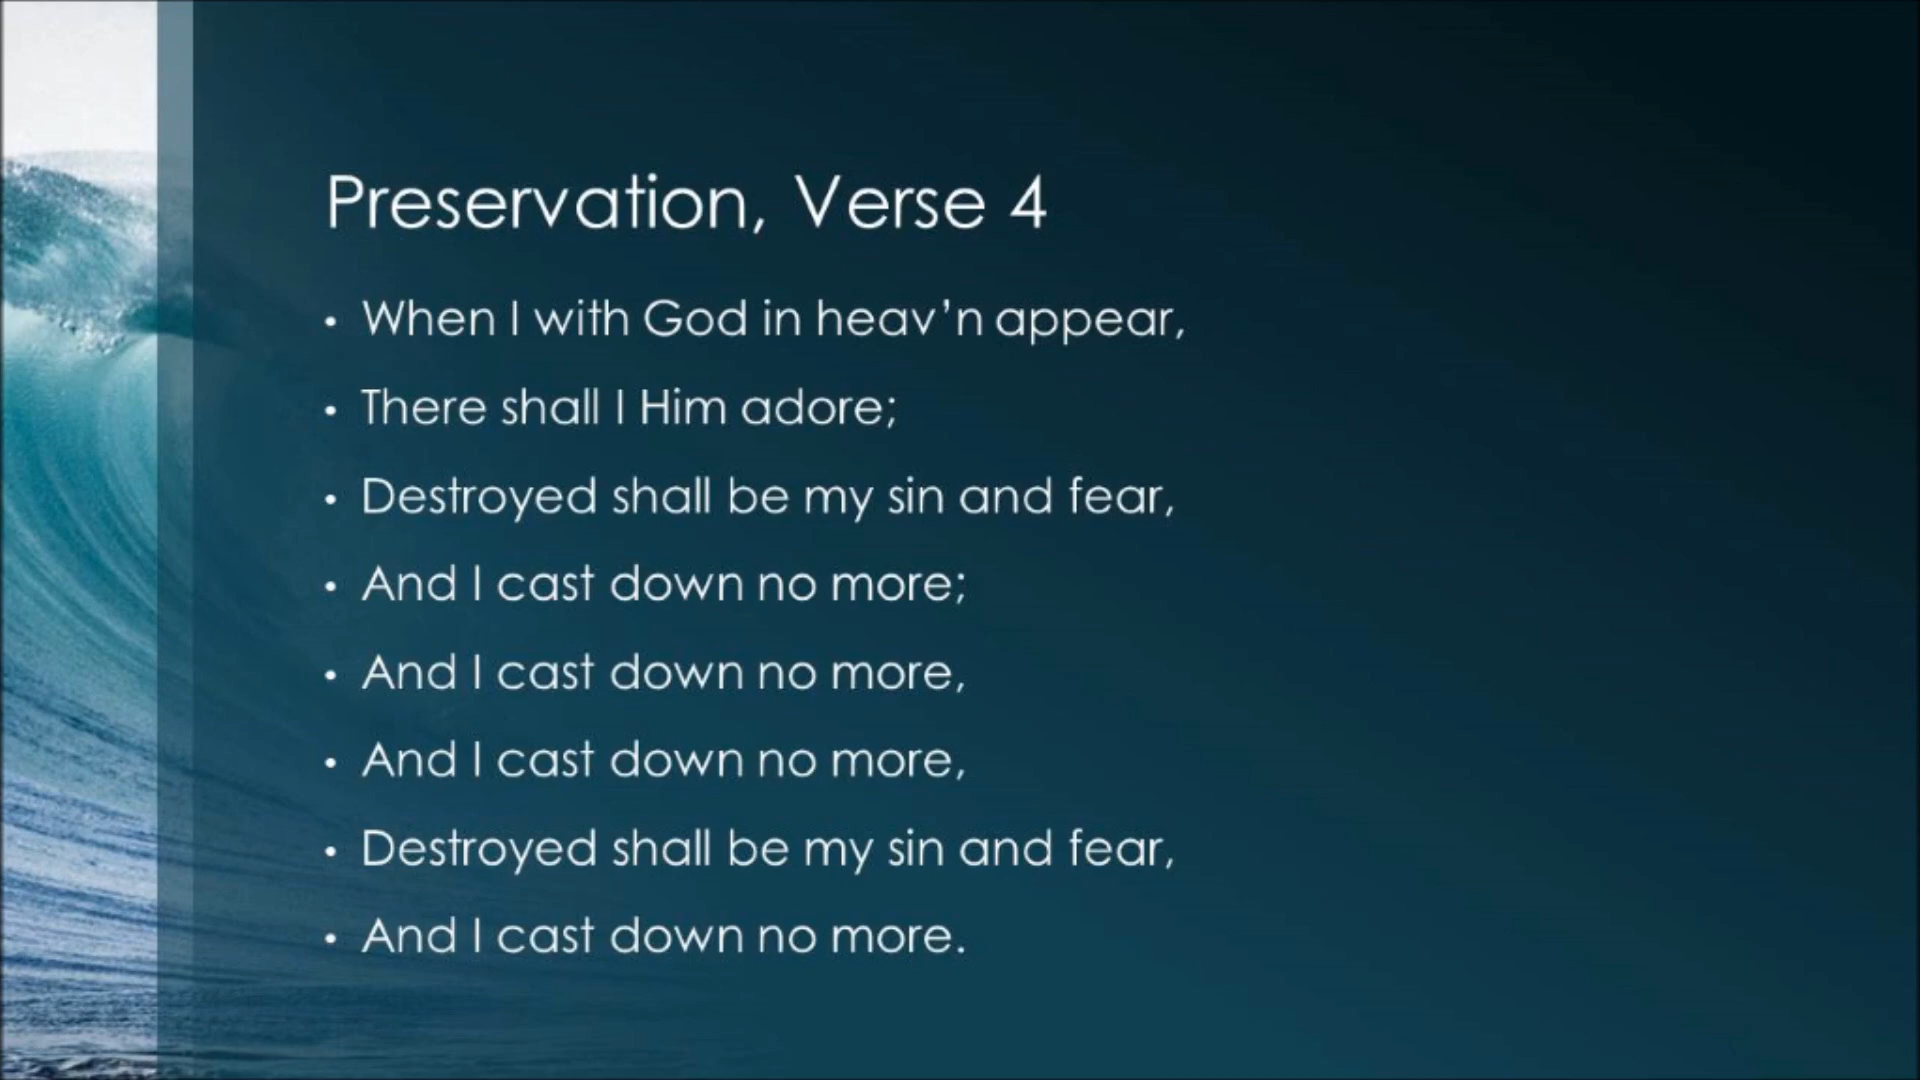 Preservation, Verse 4
• When I with God in heav’n appear,
• There shall I Him adore;
• Destroyed shall be my sin and fear,
• And I cast down no more;
• And I cast down no more,
• And I cast down no more,
• Destroyed shall be my sin and fear,
• And I cast down no more.